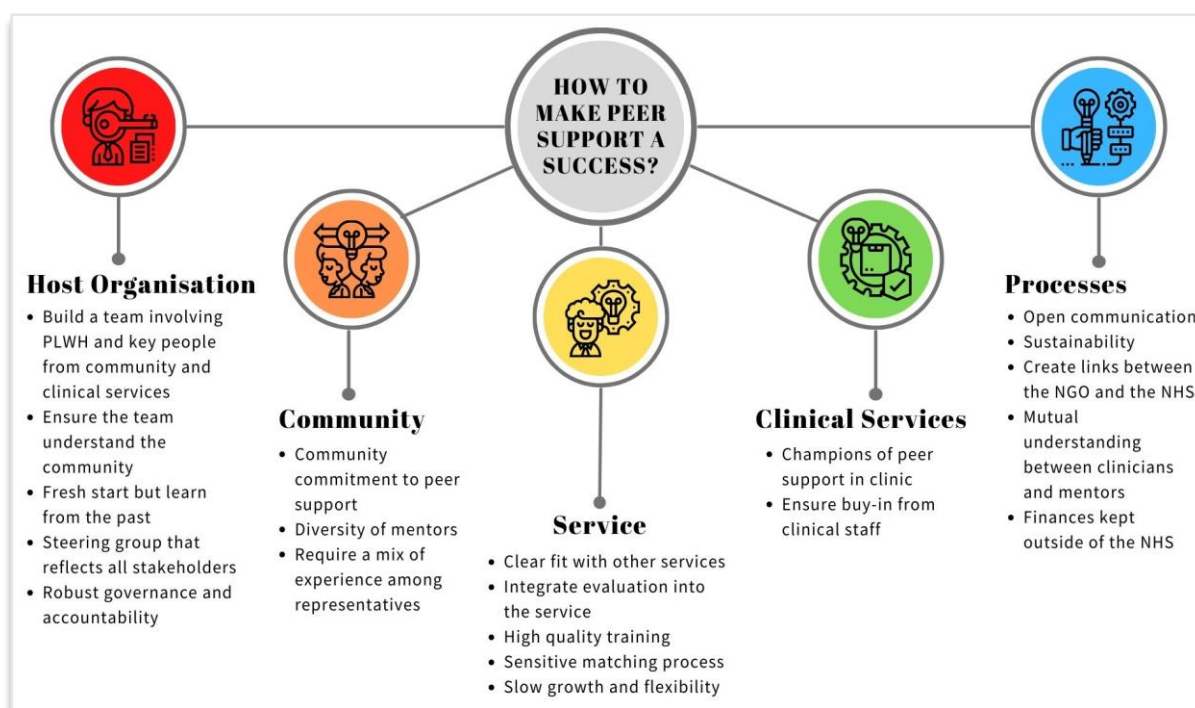 HOW TO
MAKE PEER
SUPPORT A
SUCCESS?
Host Organisation
• Build a team involving
PLWH and key people
from community and
clinical services
• Ensure the team
understand the
community
• Fresh start but learn
from the past
• Steering group that
reflects all stakeholders
• Robust governance and
accountability
Community
• Community
commitment to peer
support
• Diversity of mentors
• Require a mix of
experience among
representatives
Service
• Clear fit with other services
• Integrate evaluation into
the service
• High quality training
• Sensitive matching process
• Slow growth and flexibility
Clinical Services
• Champions of peer
support in clinic
• Ensure buy-in from
clinical staff
Processes
• Open communication
• Sustainability
• Create links between
the NGO and the NHS
• Mutual
understanding
between clinicians
and mentors
• Finances kept
outside of the NHS